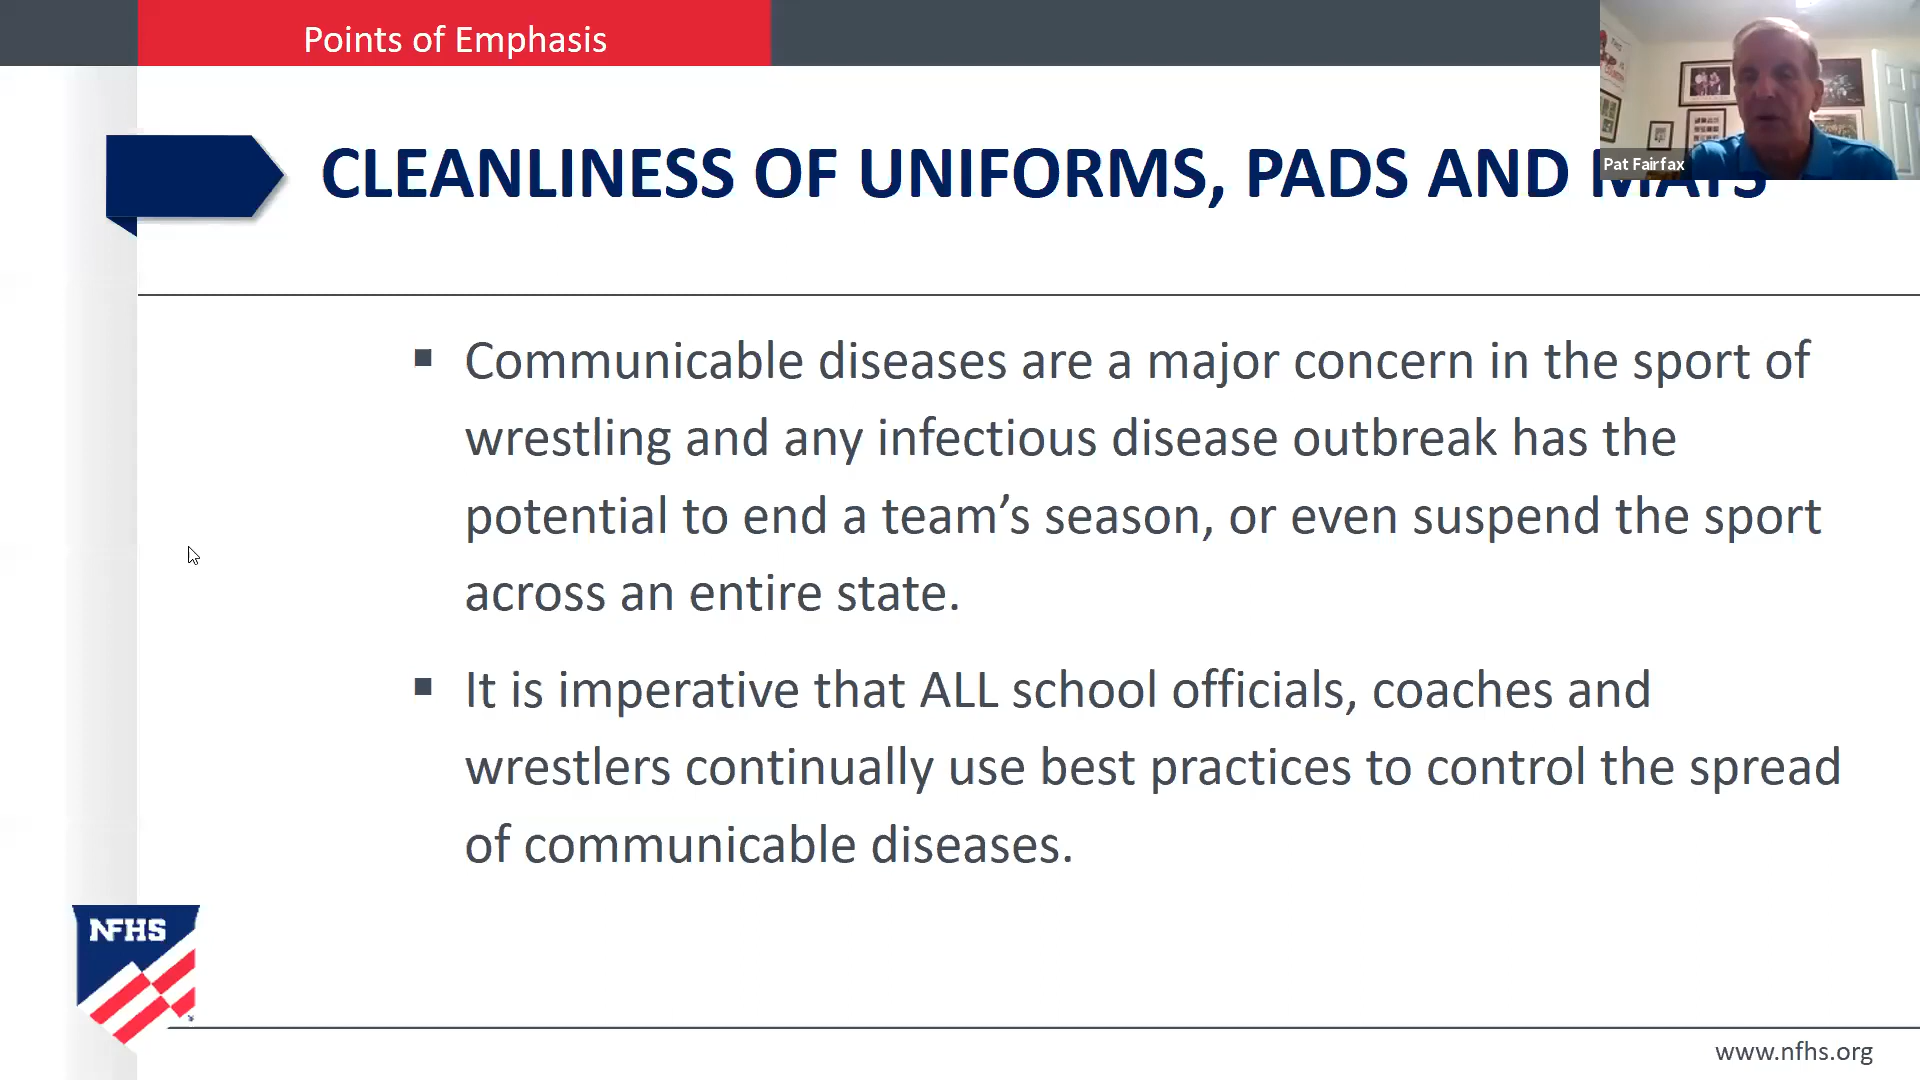 Points of Emphasis
Pat Fairfax
CLEANLINESS OF UNIFORMS, PADS AND MATS
▪ Communicable diseases are a major concern in the sport of
wrestling and any infectious disease outbreak has the
potential to end a team’s season, or even suspend the sport
across an entire state.
▪ It is imperative that ALL school officials, coaches and
wrestlers continually use best practices to control the spread
of communicable diseases.
NFHS
www.nfhs.org